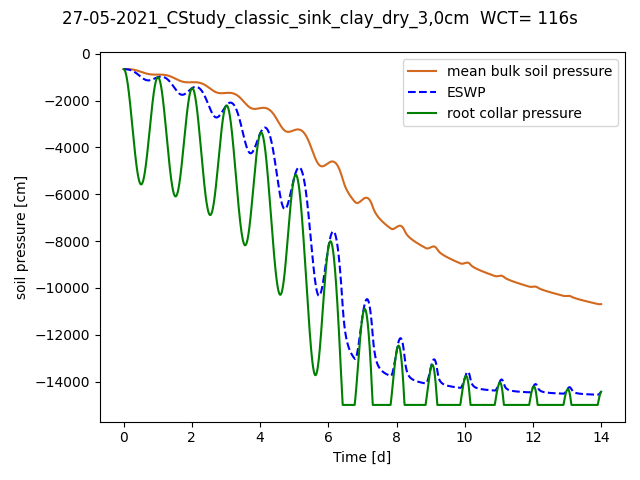 27-05-2021_CStudy_classic_sink_clay_dry_3,0cm  WCT= 116s
mean bulk soil pressure
ESWP
root collar pressure
soil pressure [cm]
0
−2000
−4000
−6000
−8000
−10000
−12000
−14000
0 2 4 6 8 10 12 14
Time [d]